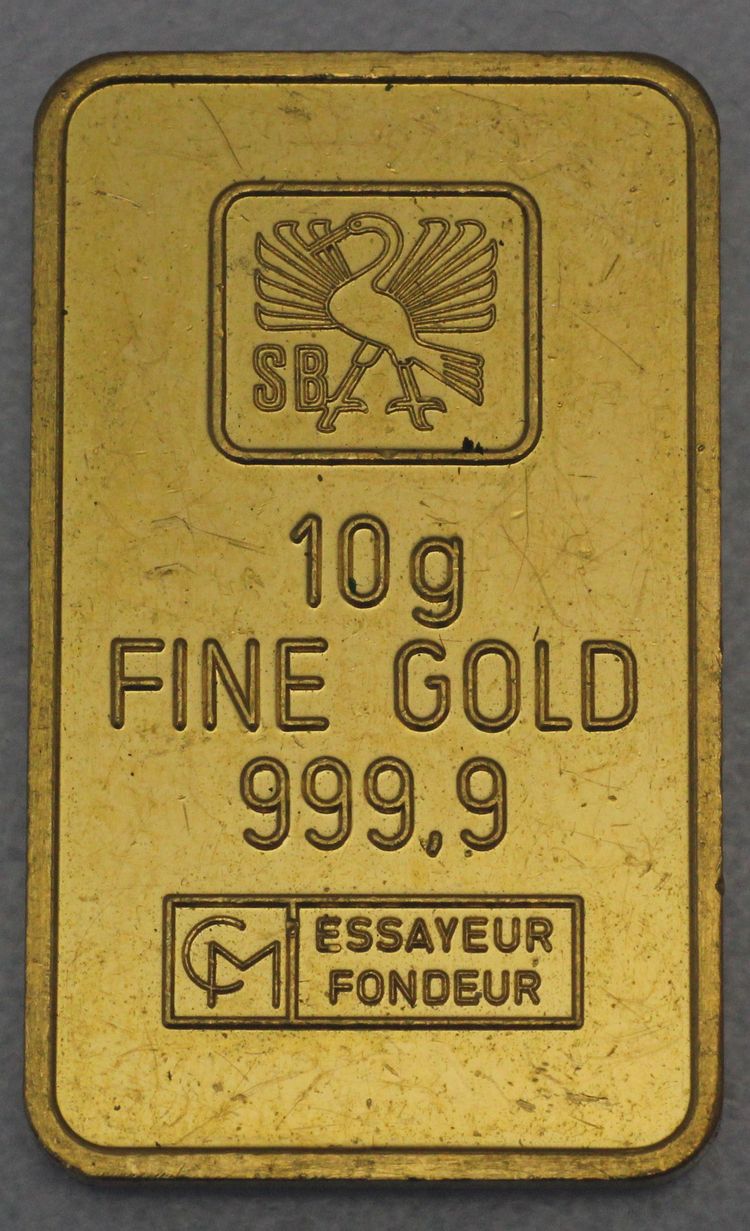 SB
10g
FINE GOLD
999,9
CM
ESSAYEUR
FONDEUR